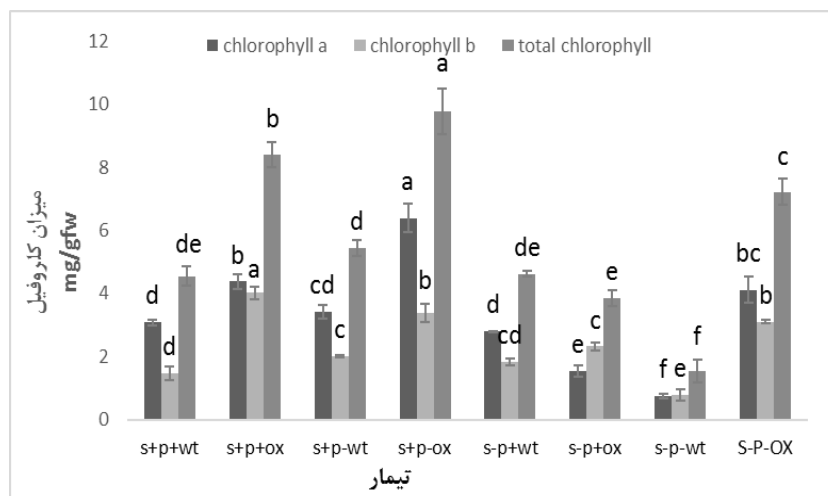 12
chlorophyll a chlorophyll b total chlorophyll
10
8
6
4
2
0
میزان کلروفیل
mg/gfw
d d de
b a b
cd c d
a b a
d cd de
e c e
f e f
bc b c
s+p+wt s+p+ox s+p-wt s+p-ox s-p+wt s-p+ox s-p-wt S-P-OX
تیمار